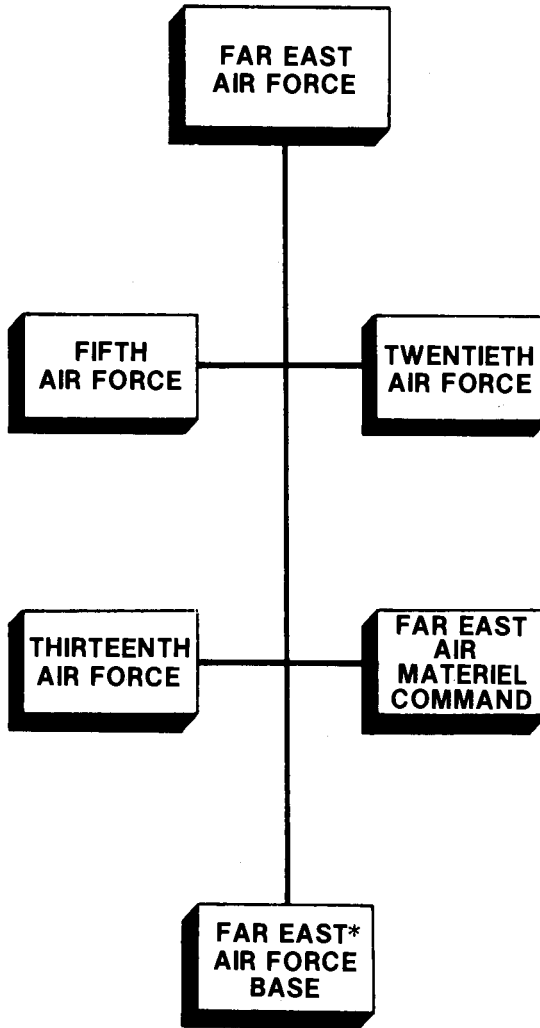 FAR EAST
AIR FORCE
FIFTH
AIR FORCE
TWENTIETH
AIR FORCE
THIRTEENTH
AIR FORCE
FAR EAST
AIR
MATERIEL
COMMAND
FAR EAST*
AIR FORCE
BASE